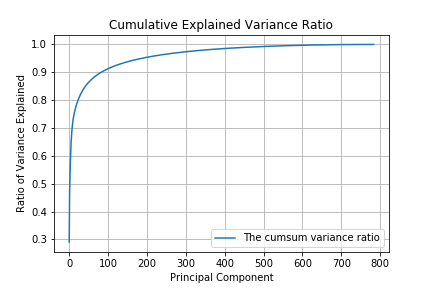 Cumulative Explained Variance Ratio
Ratio of Variance Explained
1.0
0.9
0.8
0.7
0.6
0.5
0.4
0.3
The cumsum variance ratio
0 100 200 300 400 500 600 700 800
Principal Component